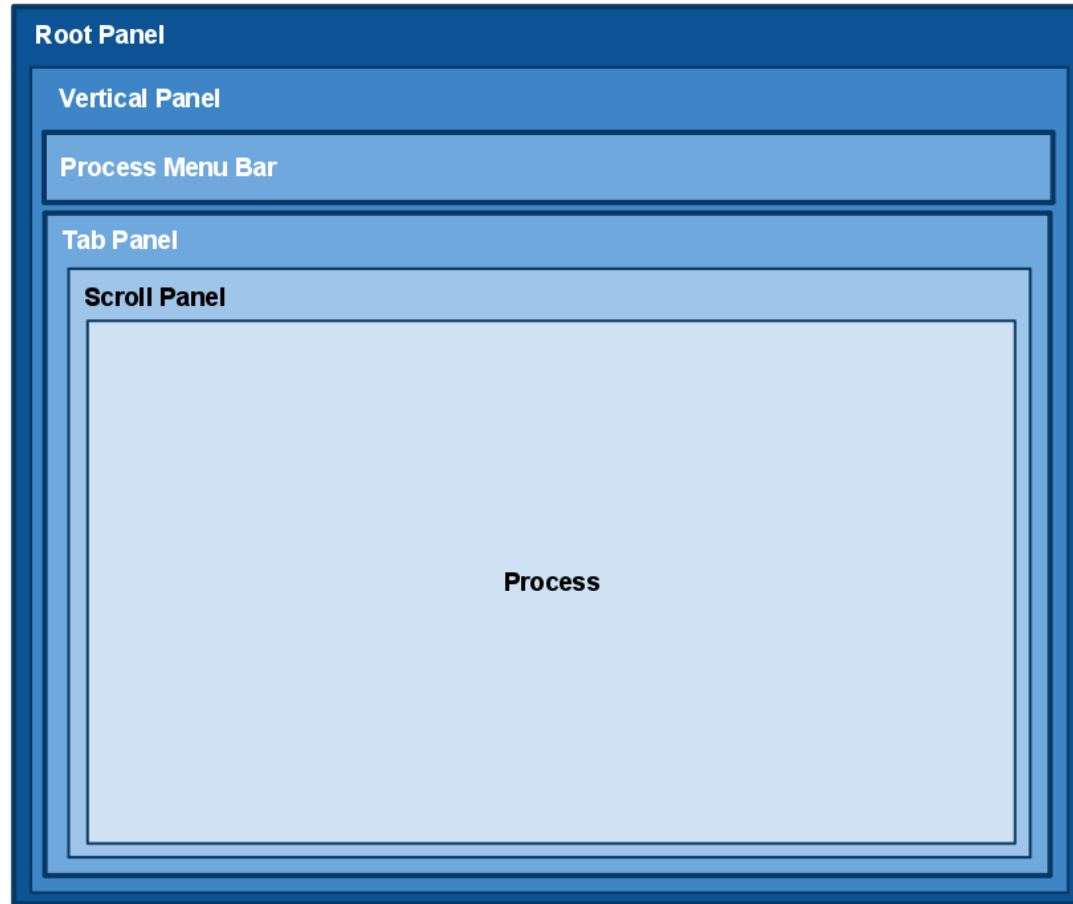 Root Panel
Vertical Panel
Process Menu Bar
Tab Panel
Scroll Panel
Process